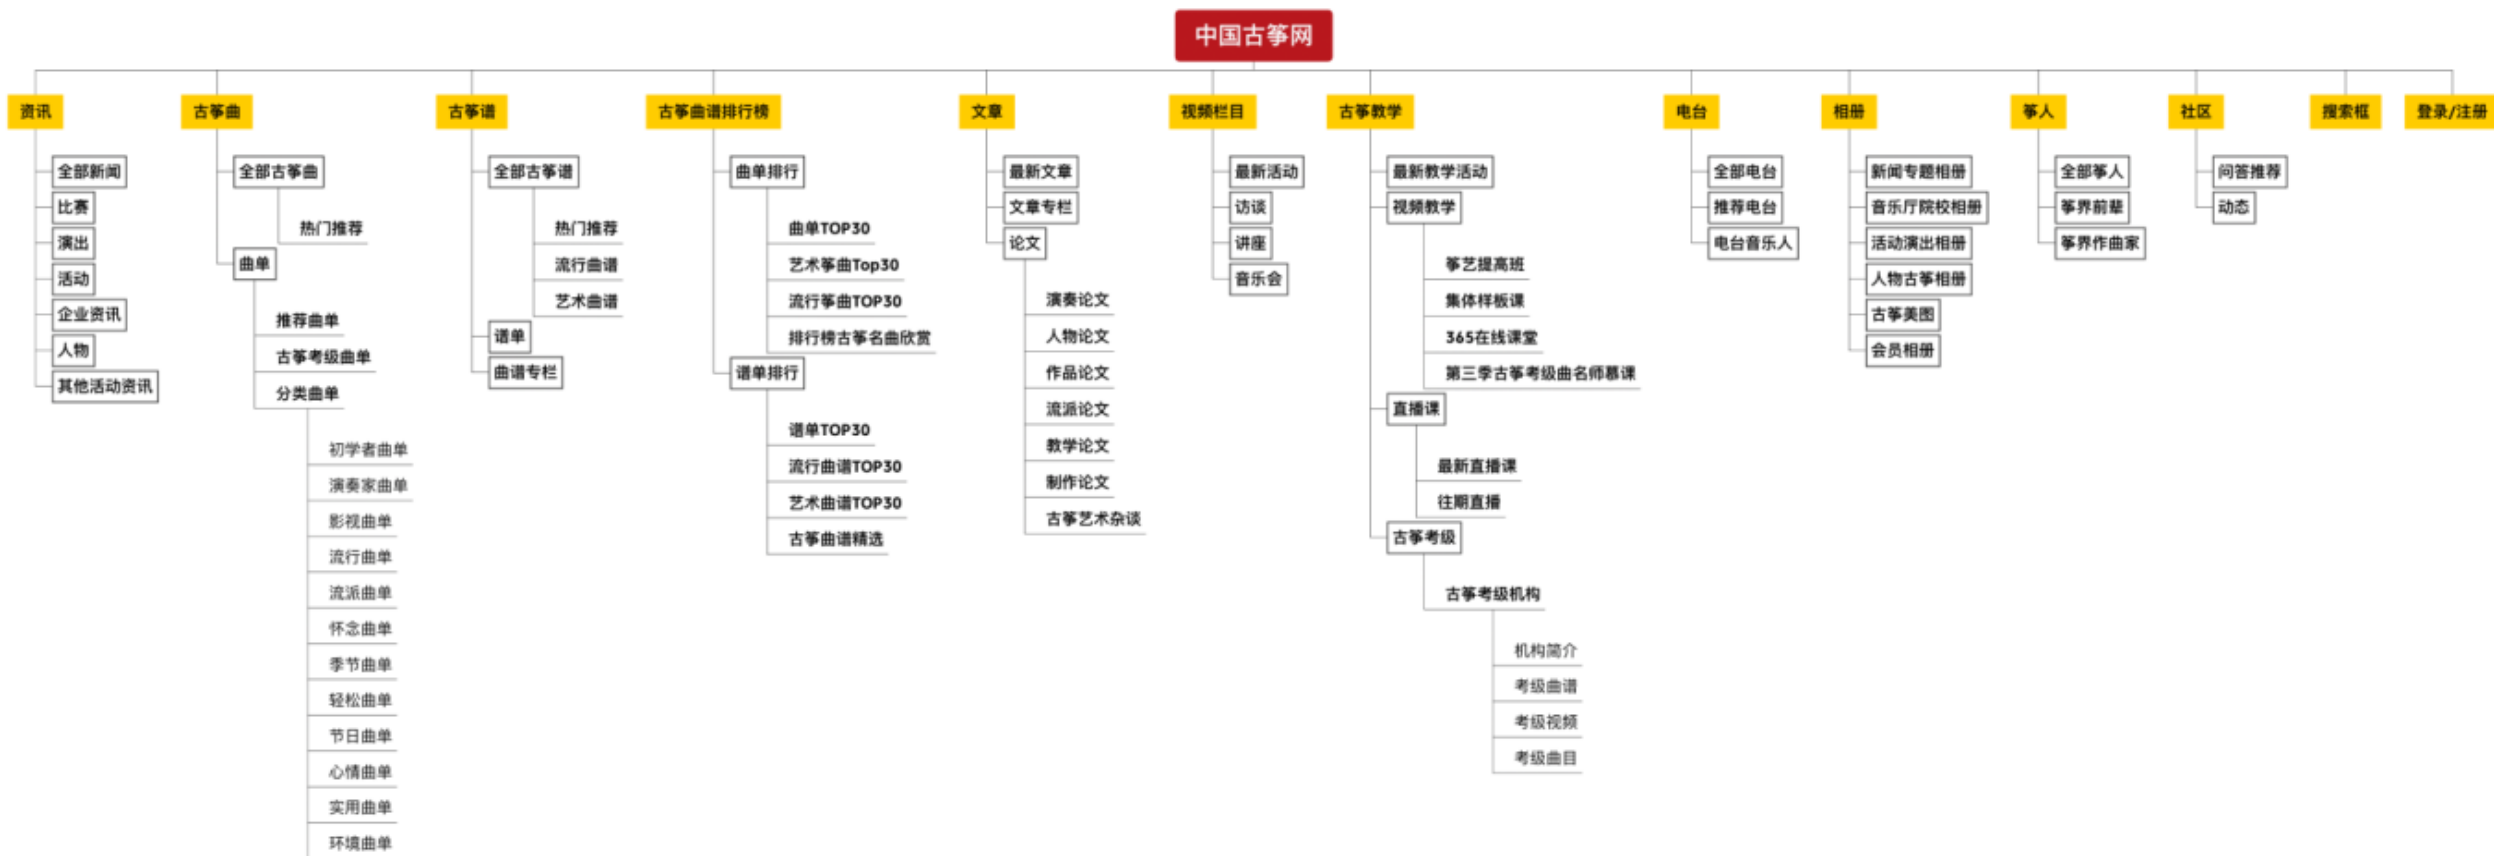 中国古筝网
资讯
全部新闻
比赛
演出
活动
企业资讯
人物
其他活动资讯
古筝曲
全部古筝曲
热门推荐
曲单
推荐曲单
古筝考级曲单
分类曲单
初学者曲单
演奏家曲单
影视曲单
流行曲单
流派曲单
怀念曲单
季节曲单
轻松曲单
节日曲单
心情曲单
实用曲单
环境曲单
古筝谱
全部古筝谱
热门推荐
流行曲谱
艺术曲谱
谱单
曲谱专栏
古筝曲谱排行榜
曲单排行
曲单TOP30
艺术筝曲Top30
流行筝曲TOP30
排行榜古筝名曲欣赏
谱单排行
谱单TOP30
流行曲谱TOP30
艺术曲谱TOP30
古筝曲谱精选
文章
最新文章
文章专栏
论文
演奏论文
人物论文
作品论文
流派论文
教学论文
制作论文
古筝艺术杂谈
视频栏目
最新活动
访谈
讲座
音乐会
古筝教学
最新教学活动
视频教学
筝艺提高班
集体样板课
365在线课堂
第三季古筝考级曲名师慕课
直播课
最新直播课
往期直播
古筝考级
古筝考级机构
机构简介
考级曲谱
考级视频
考级曲目
电台
全部电台
推荐电台
电台音乐人
相册
新闻专题相册
音乐厅院校相册
活动演出相册
人物古筝相册
古筝美图
会员相册
筝人
全部筝人
筝界前辈
筝界作曲家
社区
问答推荐
动态
搜索框
登录/注册